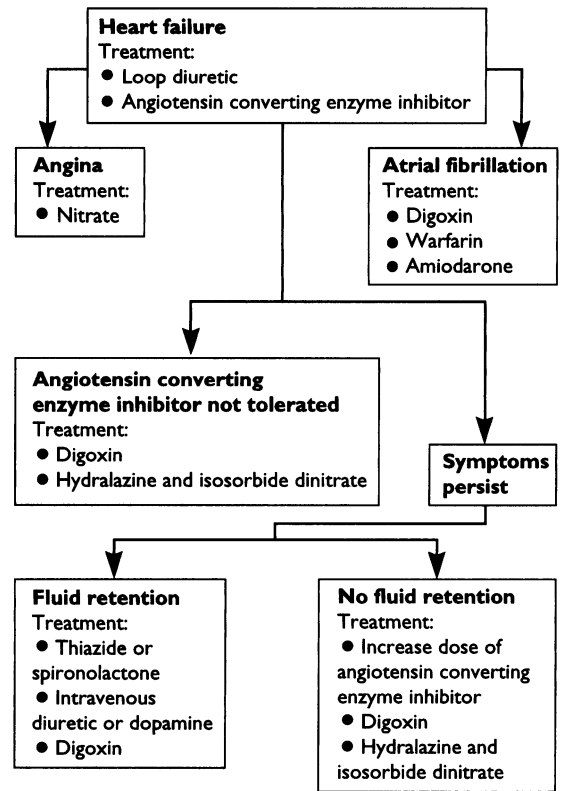 Heart failure
Treatment:
● Loop diuretic
● Angiotensin converting enzyme inhibitor
Angina
Treatment:
● Nitrate
Atrial fibrillation
Treatment:
● Digoxin
● Warfarin
● Amiodarone
Angiotensin converting
enzyme inhibitor not tolerated
Treatment:
● Digoxin
● Hydralazine and isosorbide dinitrate
Symptoms
persist
Fluid retention
Treatment:
● Thiazide or
spironolactone
● Intravenous
diuretic or dopamine
● Digoxin
No fluid retention
Treatment:
● Increase dose of
angiotensin converting
enzyme inhibitor
● Digoxin
● Hydralazine and
isosorbide dinitrate